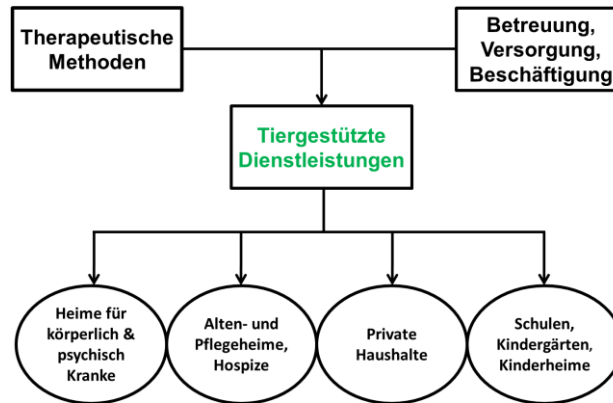 Therapeutische
Methoden
Betreuung,
Versorgung,
Beschäftigung
Tiergestützte
Dienstleistungen
Heime für
körperlich &
psychisch
Kranke
Alten- und
Pflegeheime,
Hospize
Private
Haushalte
Schulen,
Kindergärten,
Kinderheime